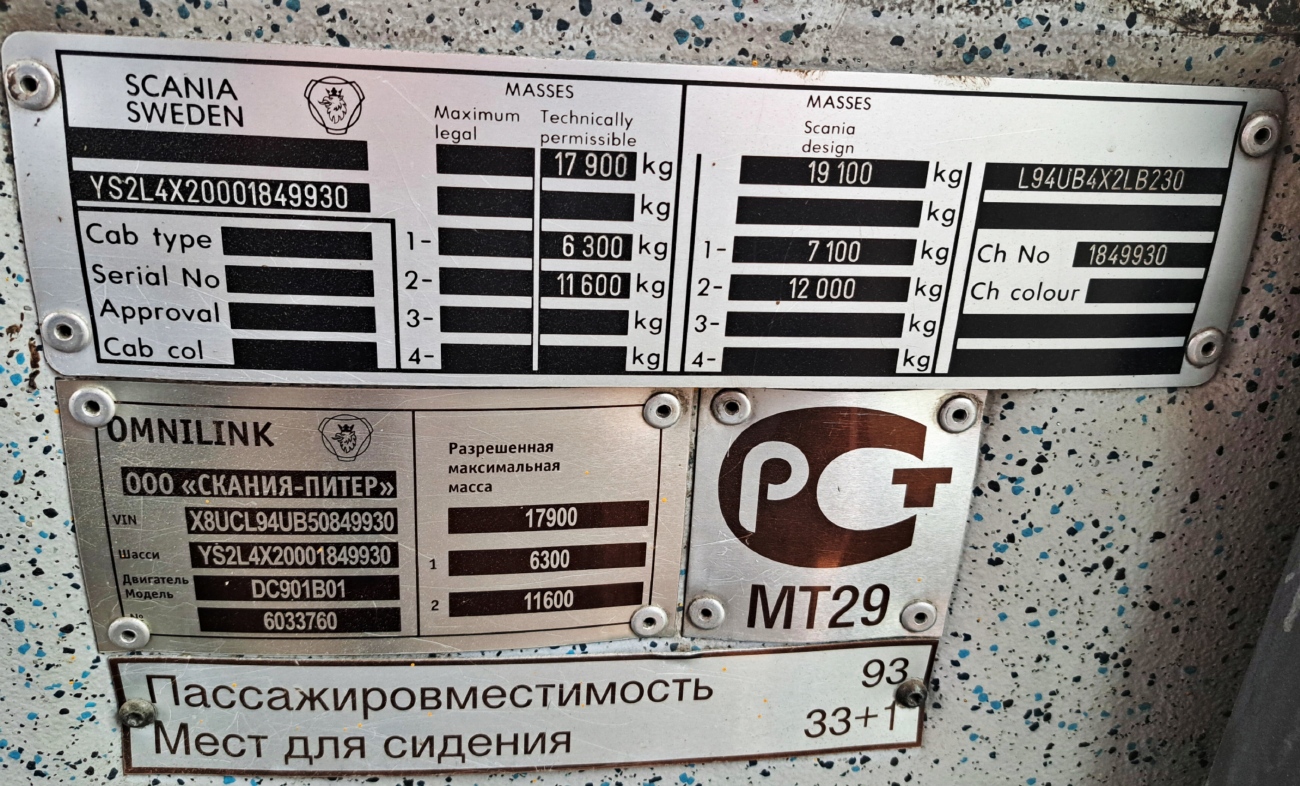 SCANIA
SWEDEN
YS2L4X20001849930
Cab type
Serial No
Approval
Cab col
MASSES
Maximum legal Technically permissible
17 900 kg
kg
1- 6 300 kg
2- 11 600 kg
3- kg
4- kg
MASSES
Scania
design
19 100 kg
kg
1- 7 100 kg
2- 12 000 kg
3- kg
4- kg
L94UB4X2LB230
Ch No 1849930
Ch colour
OMNILINK
ООО «СКАНИЯ-ПИТЕР»
VIN X8UCL94UB50849930
Шасси YS2L4X20001849930
Двигатель
Модель DC901B01
№ 6033760
Разрешенная
максимальная
масса
17900
1 6300
2 11600
РСТ
МТ29
Пассажировместимость 93
Мест для сидения 33+1